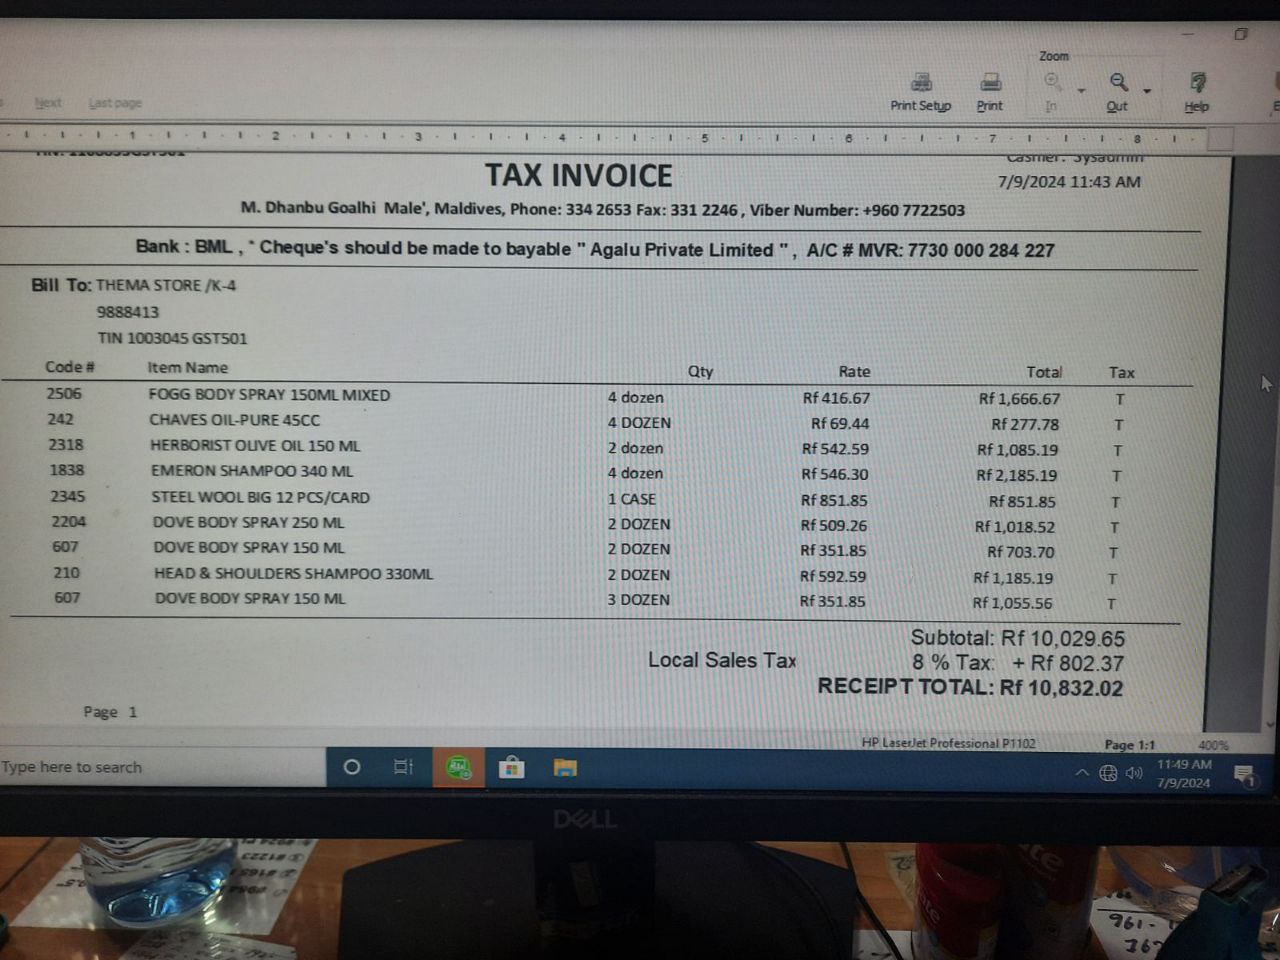 Next Last page
Print Setup Print Zoom In Out Help
1 2 3 4 5 6 7 8
Cashier: Sysadmin
TAX INVOICE
7/9/2024 11:43 AM
M. Dhanbu Goalhi Male', Maldives, Phone: 334 2653 Fax: 331 2246 , Viber Number: +960 7722503
Bank : BML , * Cheque's should be made to bayable " Agalu Private Limited " , A/C # MVR: 7730 000 284 227
Bill To: THEMA STORE /K-4
9888413
TIN 1003045 GST501
Code # Item Name Qty Rate Total Tax
2506 FOGG BODY SPRAY 150ML MIXED 4 dozen Rf 416.67 Rf 1,666.67 T
242 CHAVES OIL-PURE 45CC 4 DOZEN Rf 69.44 Rf 277.78 T
2318 HERBORIST OLIVE OIL 150 ML 2 dozen Rf 542.59 Rf 1,085.19 T
1838 EMERON SHAMPOO 340 ML 4 dozen Rf 546.30 Rf 2,185.19 T
2345 STEEL WOOL BIG 12 PCS/CARD 1 CASE Rf 851.85 Rf 851.85 T
2204 DOVE BODY SPRAY 250 ML 2 DOZEN Rf 509.26 Rf 1,018.52 T
607 DOVE BODY SPRAY 150 ML 2 DOZEN Rf 351.85 Rf 703.70 T
210 HEAD & SHOULDERS SHAMPOO 330ML 2 DOZEN Rf 592.59 Rf 1,185.19 T
607 DOVE BODY SPRAY 150 ML 3 DOZEN Rf 351.85 Rf 1,055.56 T
Subtotal: Rf 10,029.65
Local Sales Tax 8 % Tax: + Rf 802.37
RECEIPT TOTAL: Rf 10,832.02
Page 1
HP LaserJet Professional P1102 Page 1:1 400%
Type here to search
11:49 AM
7/9/2024
1
DELL
961-